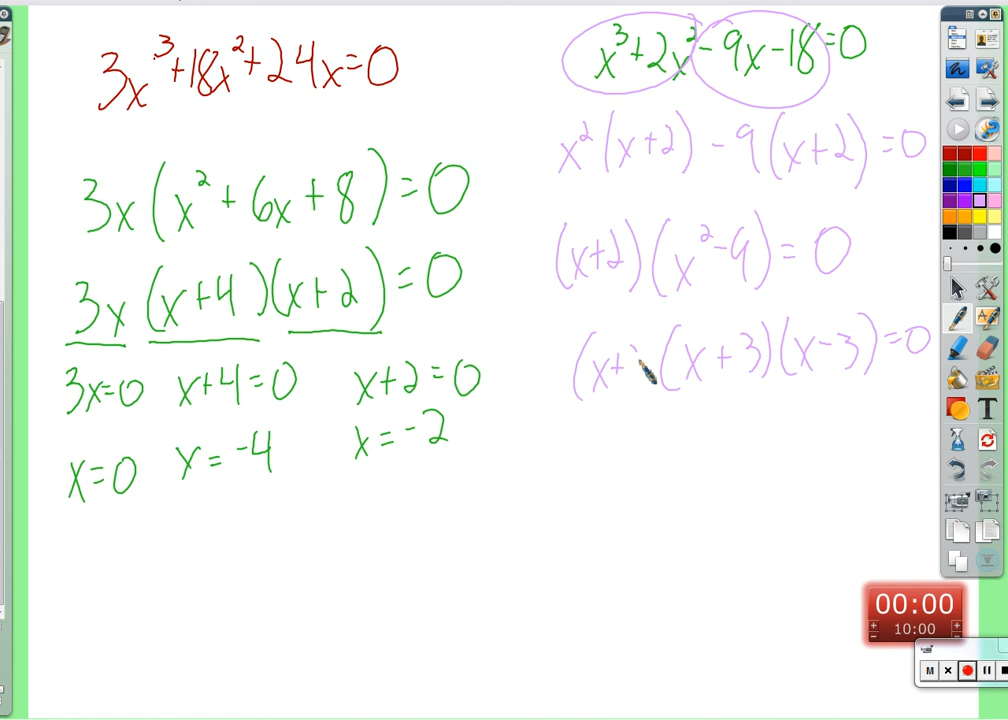 3x³+18x²+24x=0
3x(x²+6x+8)=0
3x(x+4)(x+2)=0
3x=0 x+4=0 x+2=0
x=0 x=-4 x=-2
x³+2x²-9x-18=0
x²(x+2)-9(x+2)=0
(x+2)(x²-9)=0
(x+ (x+3)(x-3)=0
T
00:00
10:00
M